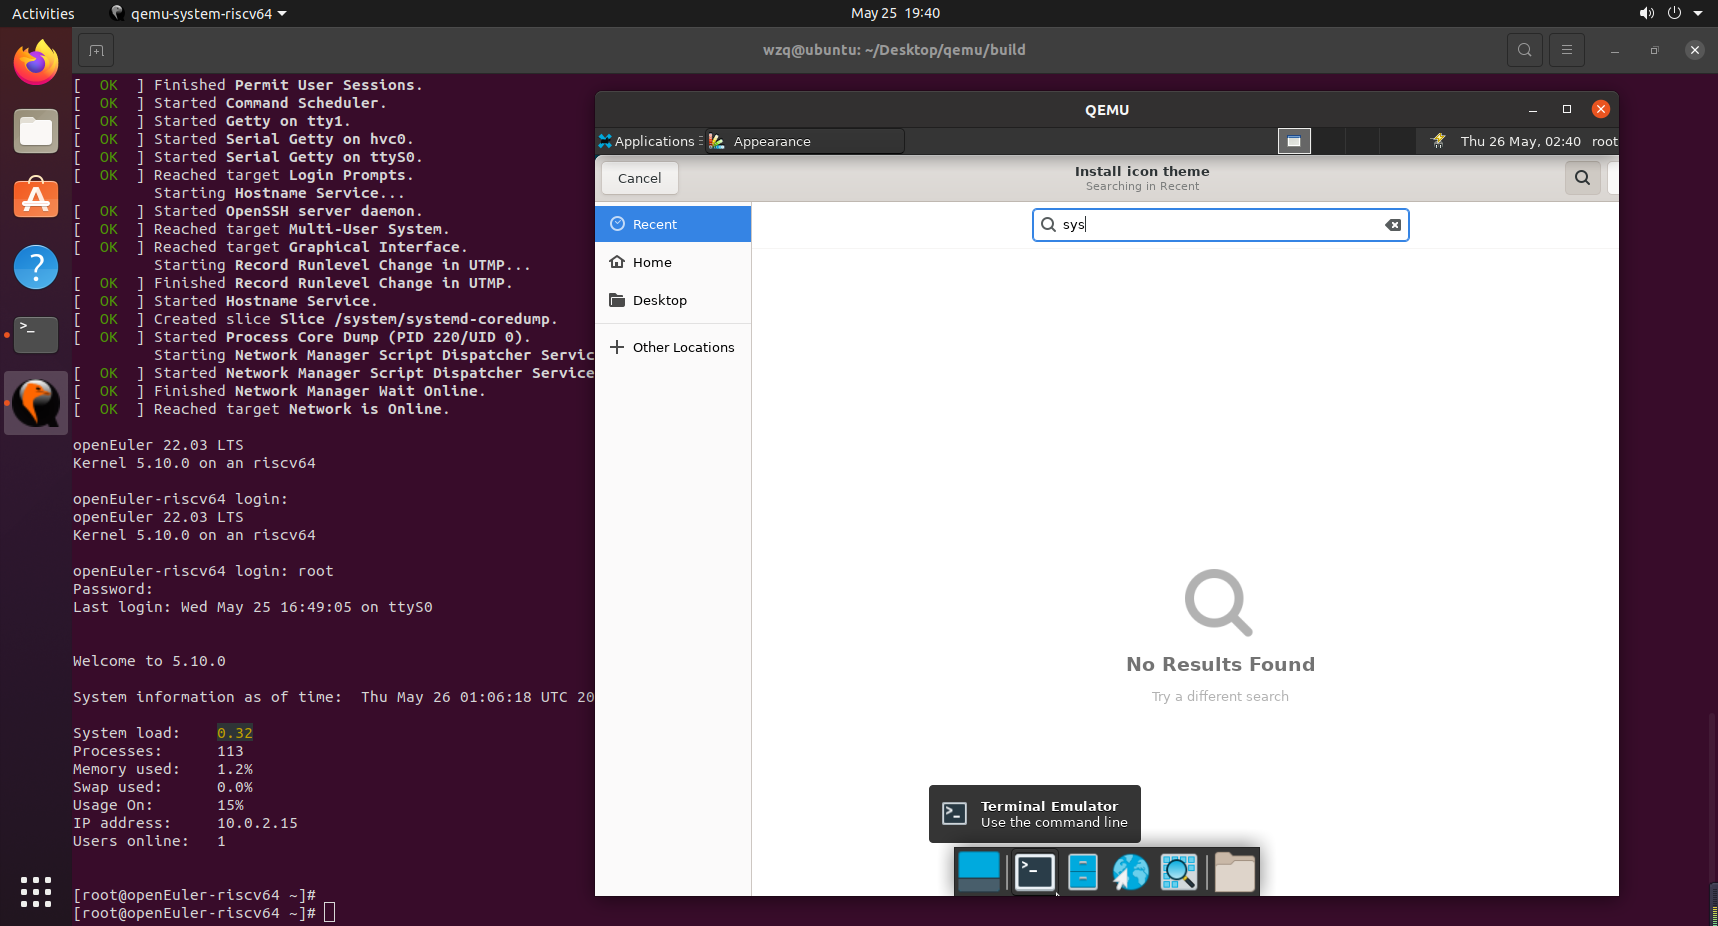 Activities
qemu-system-riscv64
May 25 19:40
wzq@ubuntu: ~/Desktop/qemu/build
[  OK  ] Finished Permit User Sessions.
[  OK  ] Started Command Scheduler.
[  OK  ] Started Getty on tty1.
[  OK  ] Started Serial Getty on hvc0.
[  OK  ] Started Serial Getty on ttyS0.
[  OK  ] Reached target Login Prompts.
Starting Hostname Service...
[  OK  ] Started OpenSSH server daemon.
[  OK  ] Reached target Multi-User System.
[  OK  ] Reached target Graphical Interface.
Starting Record Runlevel Change in UTMP...
[  OK  ] Finished Record Runlevel Change in UTMP.
[  OK  ] Started Hostname Service.
[  OK  ] Created slice Slice /system/systemd-coredump.
[  OK  ] Started Process Core Dump (PID 220/UID 0).
Starting Network Manager Script Dispatcher Servic
[  OK  ] Started Network Manager Script Dispatcher Service
[  OK  ] Finished Network Manager Wait Online.
[  OK  ] Reached target Network is Online.
openEuler 22.03 LTS
Kernel 5.10.0 on an riscv64
openEuler-riscv64 login:
openEuler 22.03 LTS
Kernel 5.10.0 on an riscv64
openEuler-riscv64 login: root
Password:
Last login: Wed May 25 16:49:05 on ttyS0
Welcome to 5.10.0
System information as of time:  Thu May 26 01:06:18 UTC 20
System load:    0.32
Processes:      113
Memory used:    1.2%
Swap used:      0.0%
Usage On:       15%
IP address:     10.0.2.15
Users online:   1
[root@openEuler-riscv64 ~]#
[root@openEuler-riscv64 ~]#
QEMU
Applications
Appearance
Thu 26 May, 02:40
root
Cancel
Install icon theme
Searching in Recent
Recent
Home
Desktop
Other Locations
sys
No Results Found
Try a different search
Terminal Emulator
Use the command line